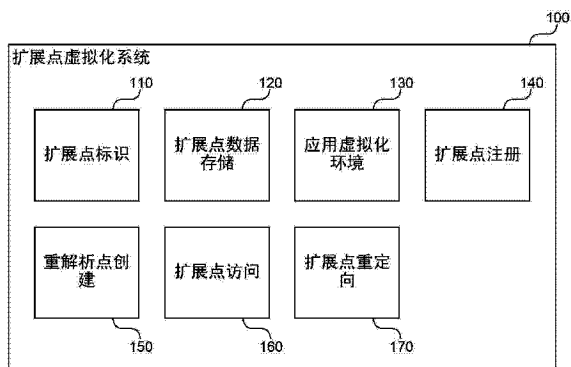 100
扩展点虚拟化系统
110
120
130
140
扩展点标识
扩展点数据
存储
应用虚拟化
环境
扩展点注册
重解析点创
建
扩展点访问
扩展点重定
向
150
160
170